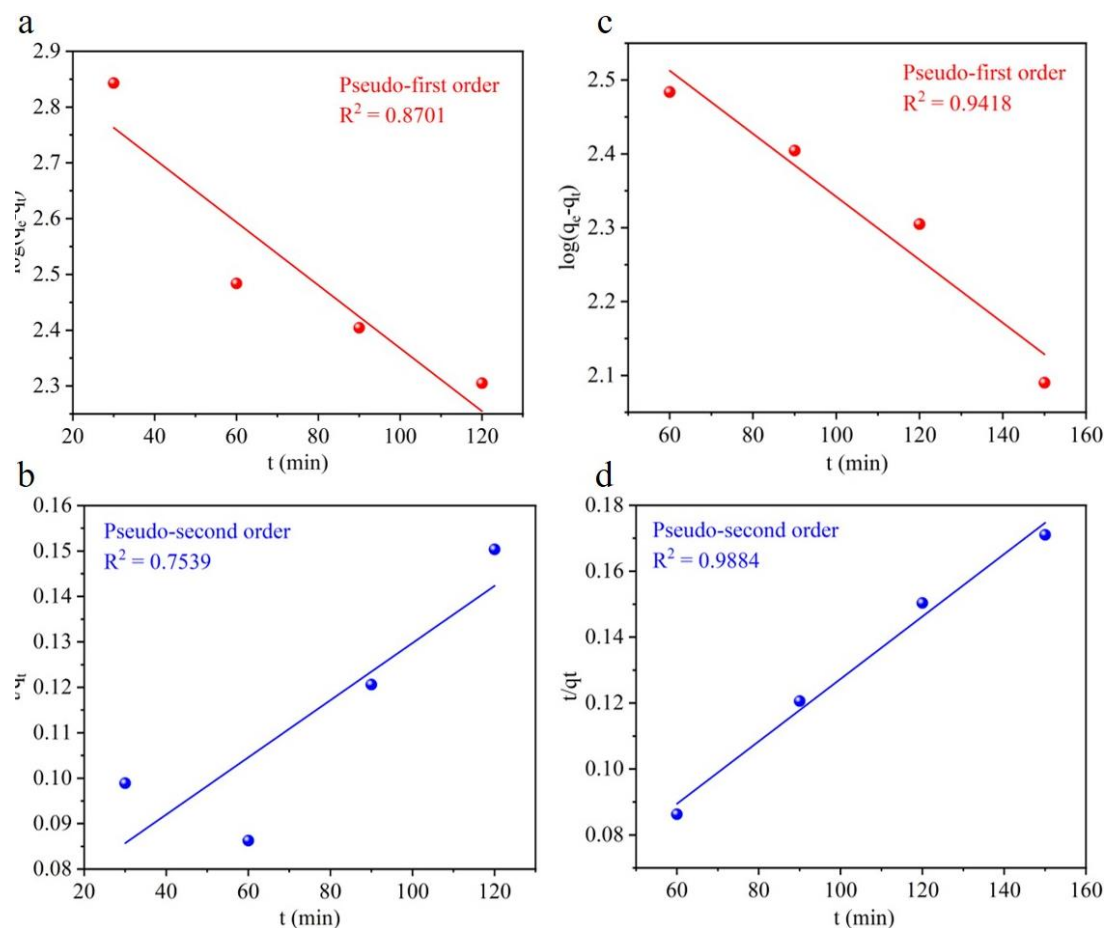 a
2.9
2.8
2.7
2.6
2.5
2.4
2.3
20 40 60 80 100 120
t (min)
Pseudo-first order
R² = 0.8701
c
2.5
2.4
2.3
2.2
2.1
log(qₑ-qₜ)
60 80 100 120 140 160
t (min)
Pseudo-first order
R² = 0.9418
b
0.16
0.15
0.14
0.13
0.12
0.11
0.10
0.09
0.08
20 40 60 80 100 120
t (min)
Pseudo-second order
R² = 0.7539
d
0.18
0.16
0.14
0.12
0.10
0.08
t/qt
60 80 100 120 140 160
t (min)
Pseudo-second order
R² = 0.9884